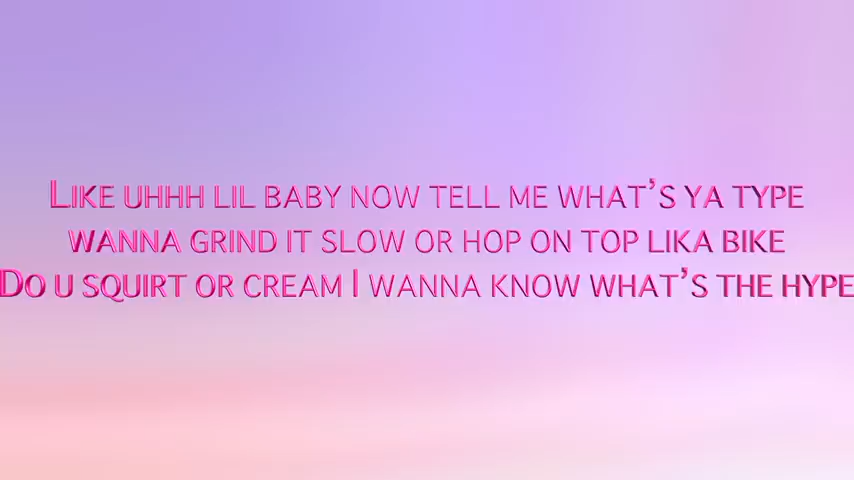 Like uhhh lil baby now tell me what’s ya type
wanna grind it slow or hop on top lika bike
Do u squirt or cream I wanna know what’s the hype